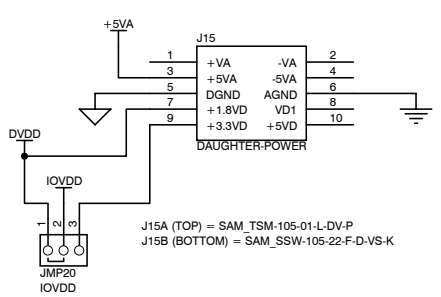 +5VA
J15
1 +VA -VA 2
3 +5VA -5VA 4
5 DGND AGND 6
7 +1.8VD VD1 8
9 +3.3VD +5VD 10
DAUGHTER-POWER
DVDD
IOVDD
1 2 3
J15A (TOP) = SAM_TSM-105-01-L-DV-P
J15B (BOTTOM) = SAM_SSW-105-22-F-D-VS-K
JMP20
IOVDD